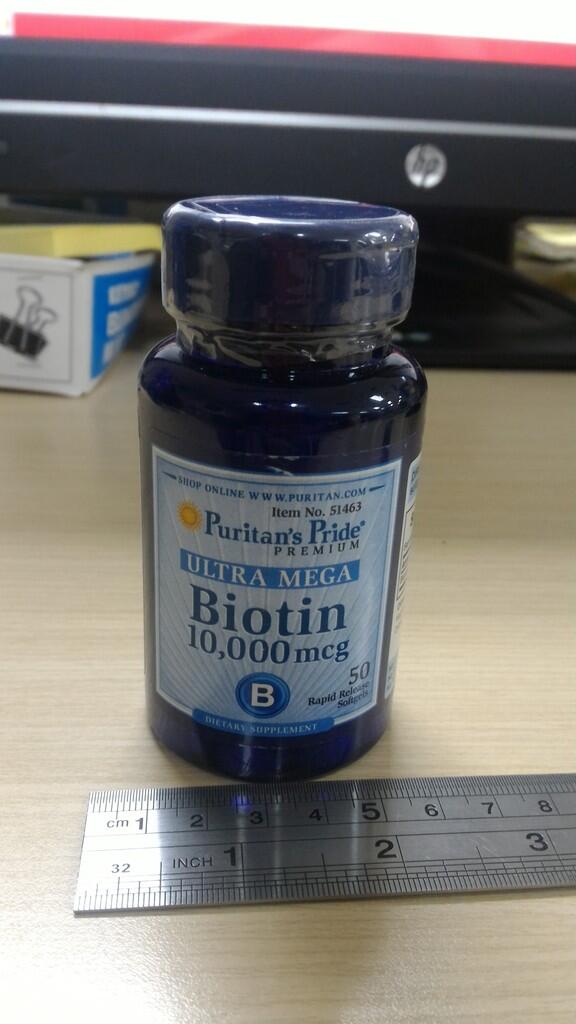 hp
SHOP ONLINE WWW.PURITAN.COM
Item No. 51463
Puritan's Pride®
PREMIUM
ULTRA MEGA
Biotin
10,000 mcg
50
Rapid Release
Softgels
B
DIETARY SUPPLEMENT
cm 1 2 3 4 5 6 7 8
32 INCH 1 2 3